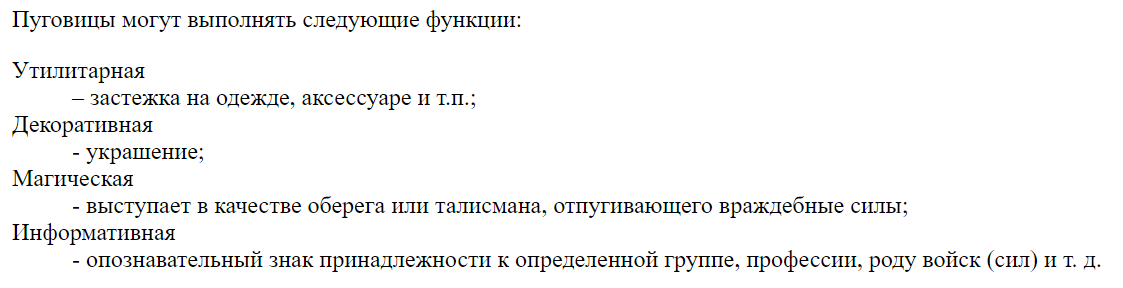 Пуговицы могут выполнять следующие функции:
Утилитарная
– застежка на одежде, аксессуаре и т.п.;
Декоративная
- украшение;
Магическая
- выступает в качестве оберега или талисмана, отпугивающего враждебные силы;
Информативная
- опознавательный знак принадлежности к определенной группе, профессии, роду войск (сил) и т. д.